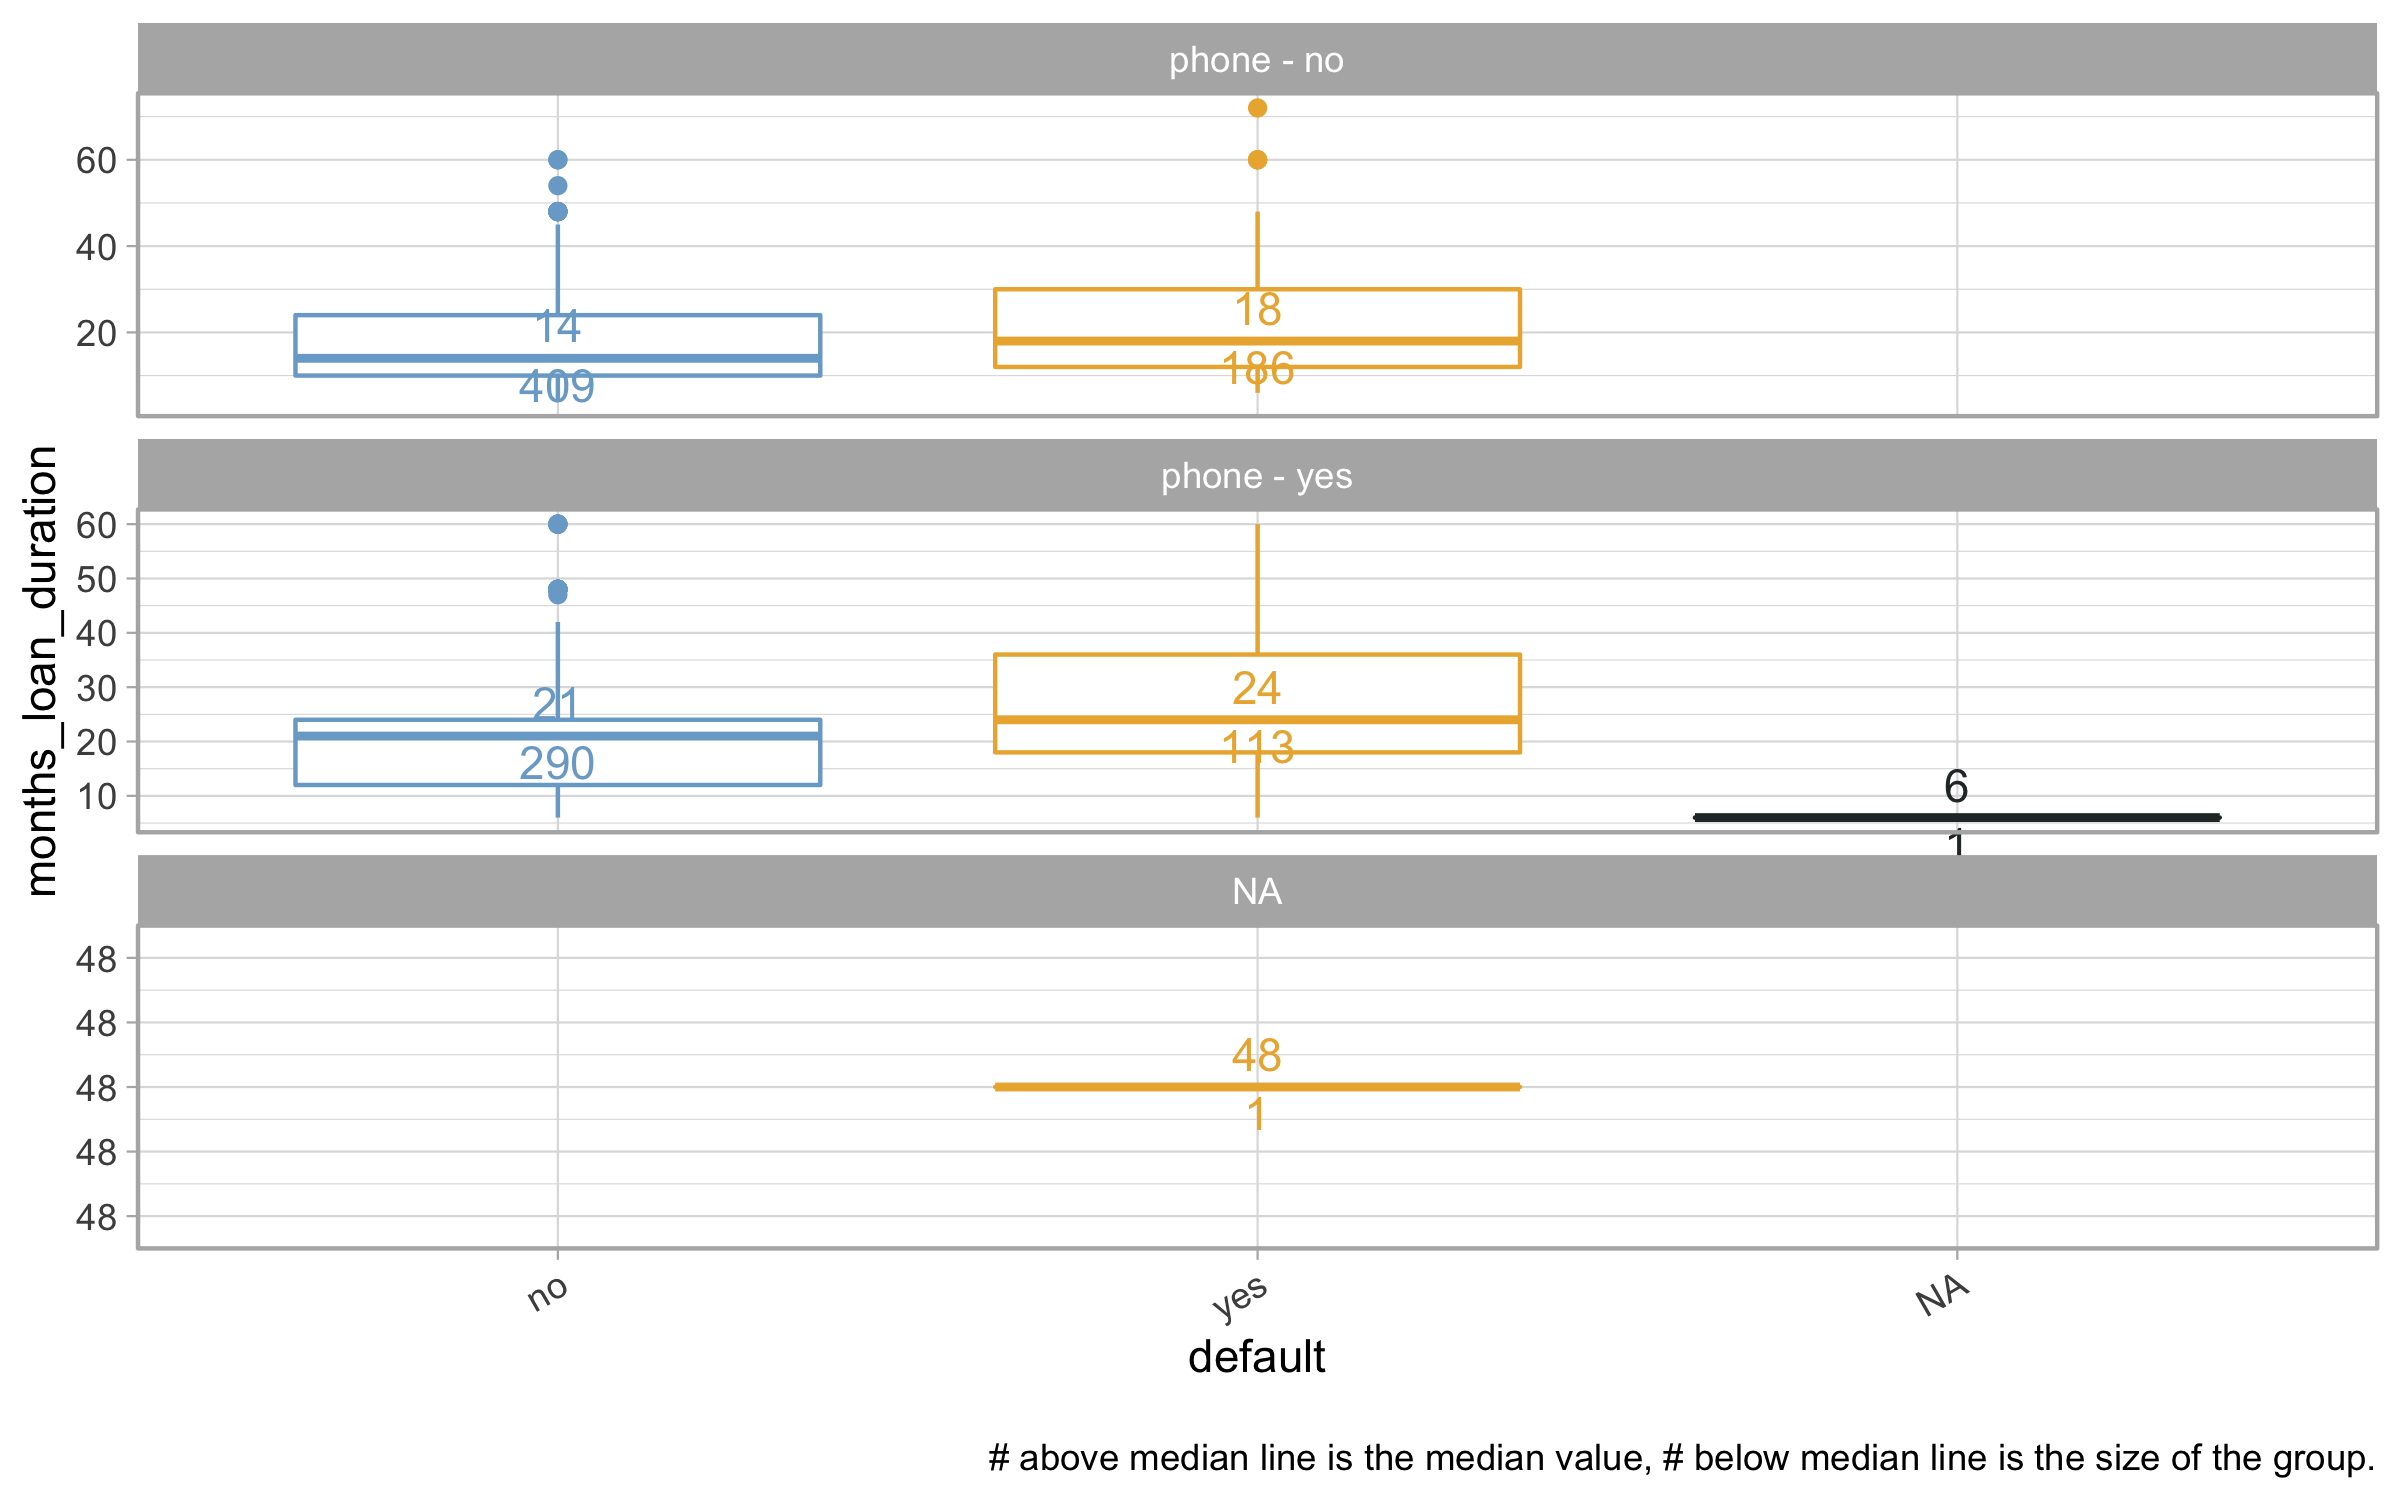 phone - no
60
40
20
14
409
18
186
phone - yes
60
50
40
30
20
10
21
290
24
113
6
1
NA
48
48
48
48
48
48
1
no
yes
NA
default
months_loan_duration
# above median line is the median value, # below median line is the size of the group.